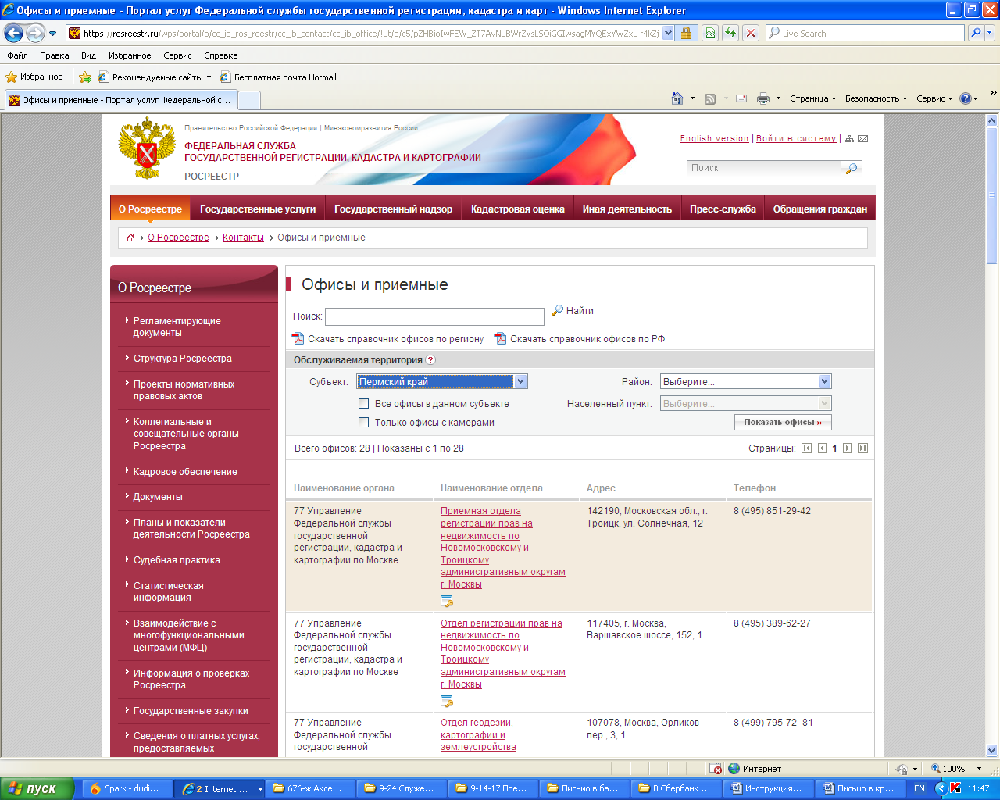 Офисы и приемные - Портал услуг Федеральной службы государственной регистрации, кадастра и карт - Windows Internet Explorer
https://rosreestr.ru/wps/portal/p/cc_ib_ros_reestr/cc_ib_contact/cc_ib_office/!ut/p/c5/
Live Search
Файл Правка Вид Избранное Сервис Справка
Избранное Рекомендуемые сайты Бесплатная почта Hotmail
Офисы и приемные - Портал услуг Федеральной с...
Страница Безопасность Сервис
Правительство Российской Федерации | Минэкономразвития России
ФЕДЕРАЛЬНАЯ СЛУЖБА
ГОСУДАРСТВЕННОЙ РЕГИСТРАЦИИ, КАДАСТРА И КАРТОГРАФИИ
РОСРЕЕСТР
English version | Войти в систему |
Поиск
О Росреестре Государственные услуги Государственный надзор Кадастровая оценка Иная деятельность Пресс-служба Обращения граждан
О Росреестре → Контакты → Офисы и приемные
О Росреестре
Регламентирующие
документы
Структура Росреестра
Проекты нормативных
правовых актов
Коллегиальные и
совещательные органы
Росреестра
Кадровое обеспечение
Документы
Планы и показатели
деятельности Росреестра
Судебная практика
Статистическая
информация
Взаимодействие с
многофункциональными
центрами (МФЦ)
Информация о проверках
Росреестра
Государственные закупки
Сведения о платных услугах,
предоставляемых
Офисы и приемные
Поиск: Найти
Скачать справочник офисов по региону Скачать справочник офисов по РФ
Обслуживаемая территория ?
Субъект: Пермский край Район: Выберите...
Все офисы в данном субъекте Населенный пункт: Выберите...
Только офисы с камерами Показать офисы »
Всего офисов: 28 | Показаны с 1 по 28 Страницы: 1
Наименование органа Наименование отдела Адрес Телефон
77 Управление
Федеральной службы
государственной
регистрации, кадастра и
картографии по Москве
Приемная отдела
регистрации прав на
недвижимость по
Новомосковскому и
Троицкому
административным округам
г. Москвы
142190, Московская обл., г.
Троицк, ул. Солнечная, 12
8 (495) 851-29-42
77 Управление
Федеральной службы
государственной
регистрации, кадастра и
картографии по Москве
Отдел регистрации прав на
недвижимость по
Новомосковскому и
Троицкому
административным округам
г. Москвы
117405, г. Москва,
Варшавское шоссе, 152, 1
8 (495) 389-62-27
77 Управление
Федеральной службы
государственной
Отдел геодезии,
картографии и
землеустройства
107078, Москва, Орликов
пер., 3, 1
8 (499) 795-72 -81
Интернет 100%
пуск Spark - dudi... 2 Internet ... 676-ж Аксе... 9-24 Служе... 9-14-17 Пре... Письмо в ба... В Сбербанк ... Инструкция... Письмо в кр... EN 11:47